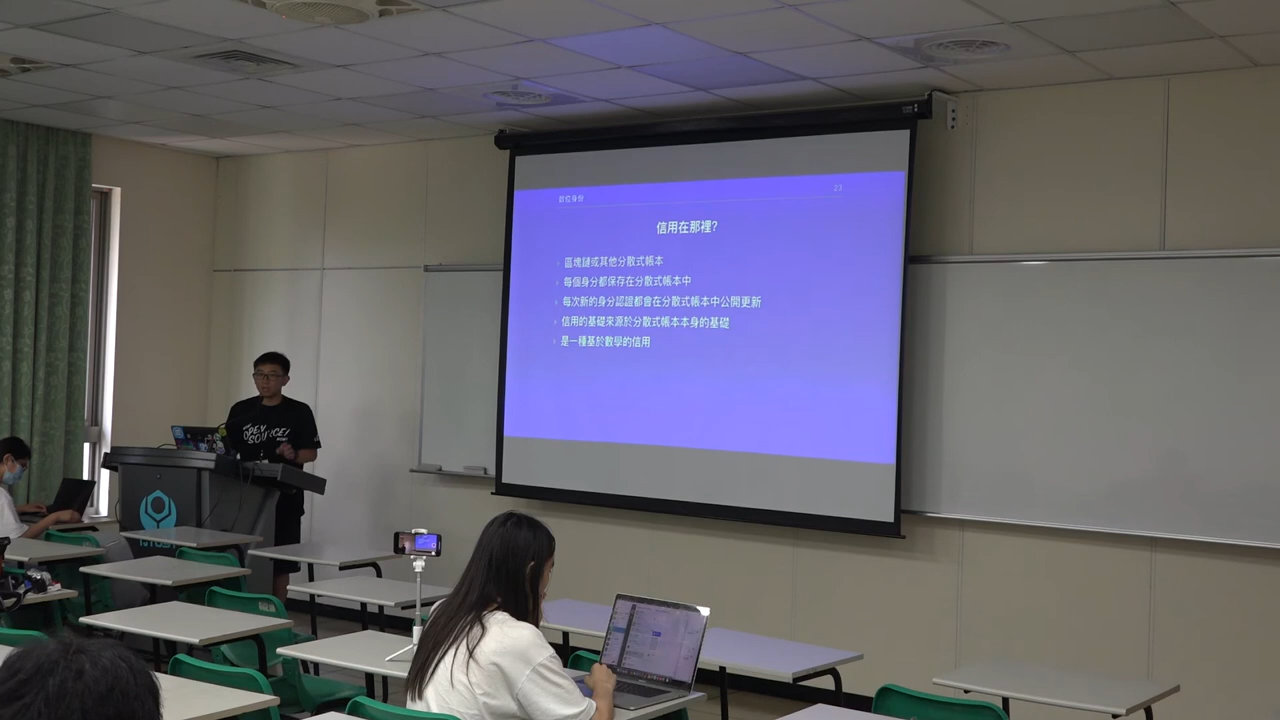 數位身份
23
信用在那裡?
區塊鏈或其他分散式帳本
每個身分都保存在分散式帳本中
每次新的身分認證都會在分散式帳本中公開更新
信用的基礎來源於分散式帳本本身的基礎
是一種基於數學的信用
OPEN
SOURCE!